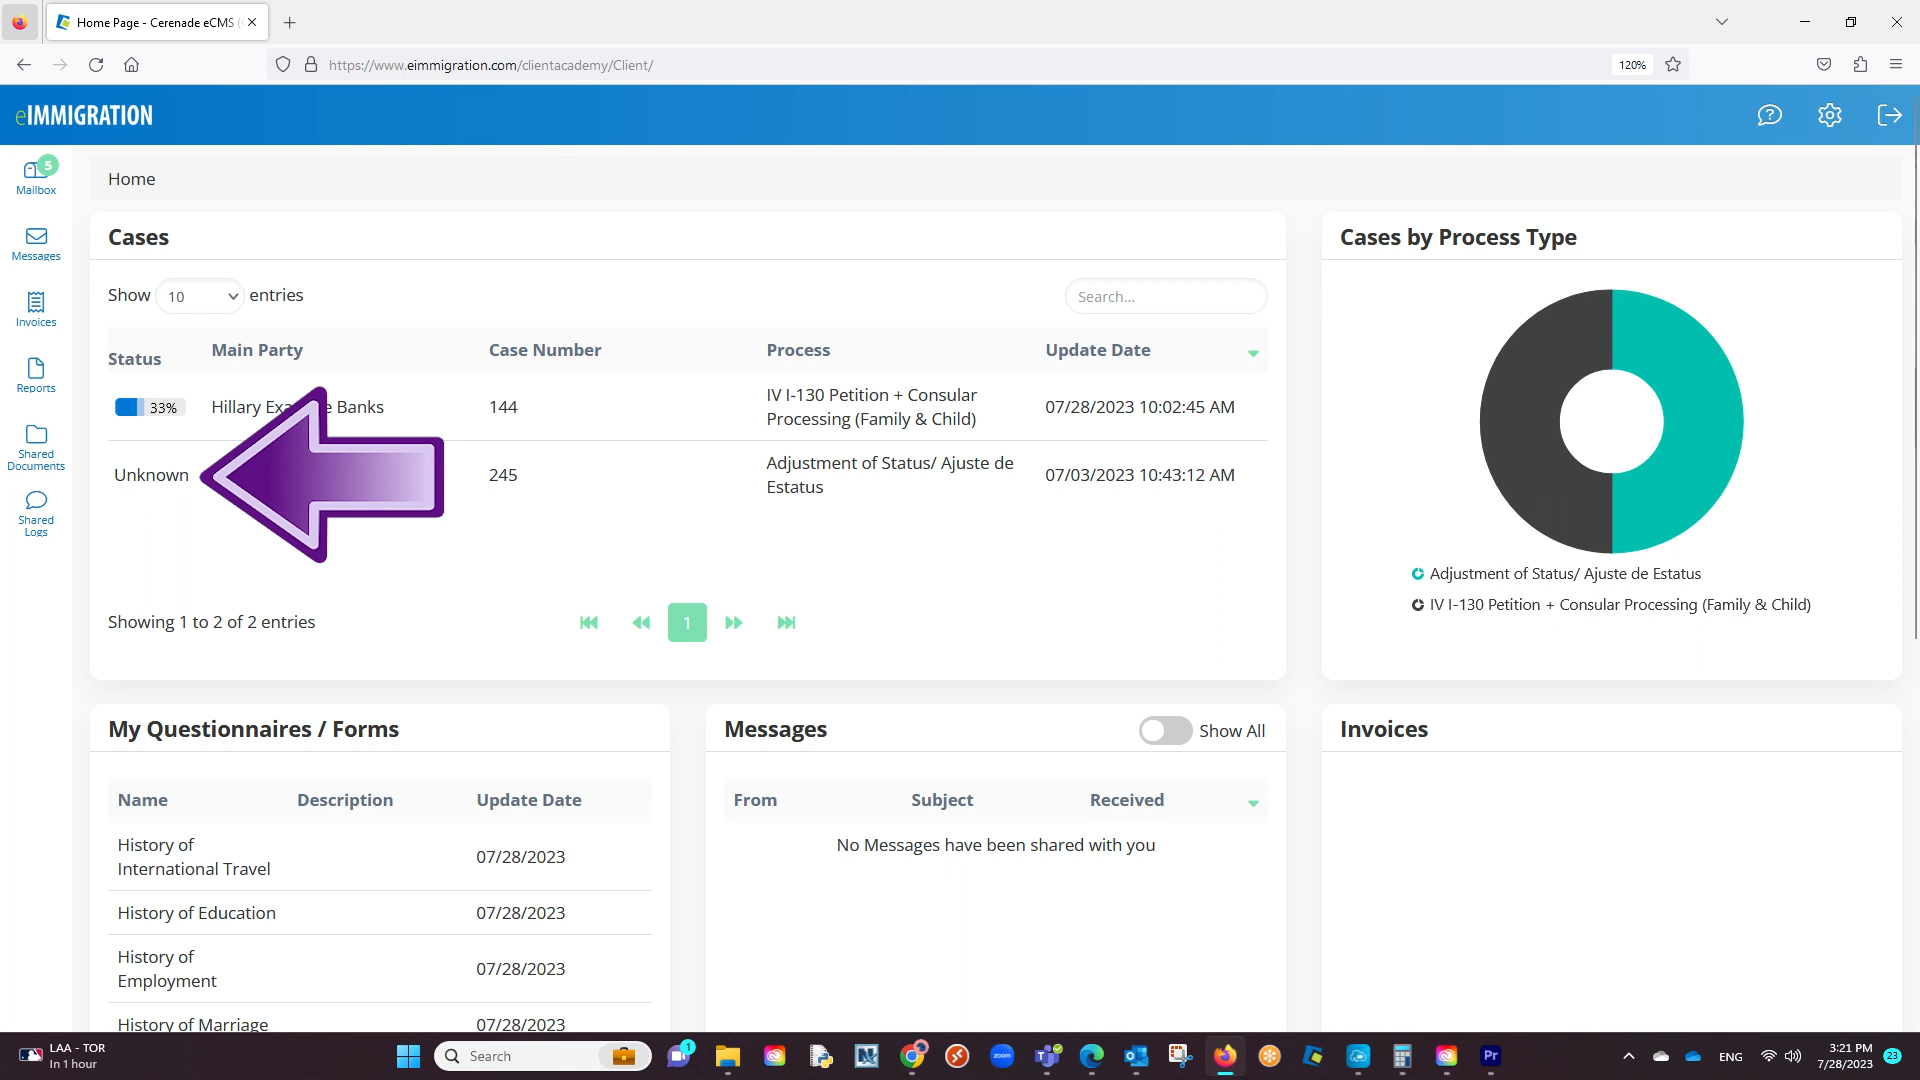 Home Page - Cerenade eCMS (
https://www.eimmigration.com/clientacademy/Client/
120%
eIMMIGRATION
5
Mailbox
Messages
Invoices
Reports
Shared
Documents
Shared
Logs
Home
Cases
Show 10 entries
Search...
Status Main Party Case Number Process Update Date
33% Hillary Exa e Banks 144 IV I-130 Petition + Consular Processing (Family & Child) 07/28/2023 10:02:45 AM
Unknown 245 Adjustment of Status/ Ajuste de Estatus 07/03/2023 10:43:12 AM
Showing 1 to 2 of 2 entries
1
Cases by Process Type
Adjustment of Status/ Ajuste de Estatus
IV I-130 Petition + Consular Processing (Family & Child)
My Questionnaires / Forms
Name Description Update Date
History of International Travel 07/28/2023
History of Education 07/28/2023
History of Employment 07/28/2023
History of Marriage 07/28/2023
Messages
Show All
From Subject Received
No Messages have been shared with you
Invoices
LAA - TOR
In 1 hour
Search
1
zoom
Pr
ENG
3:21 PM
7/28/2023
23